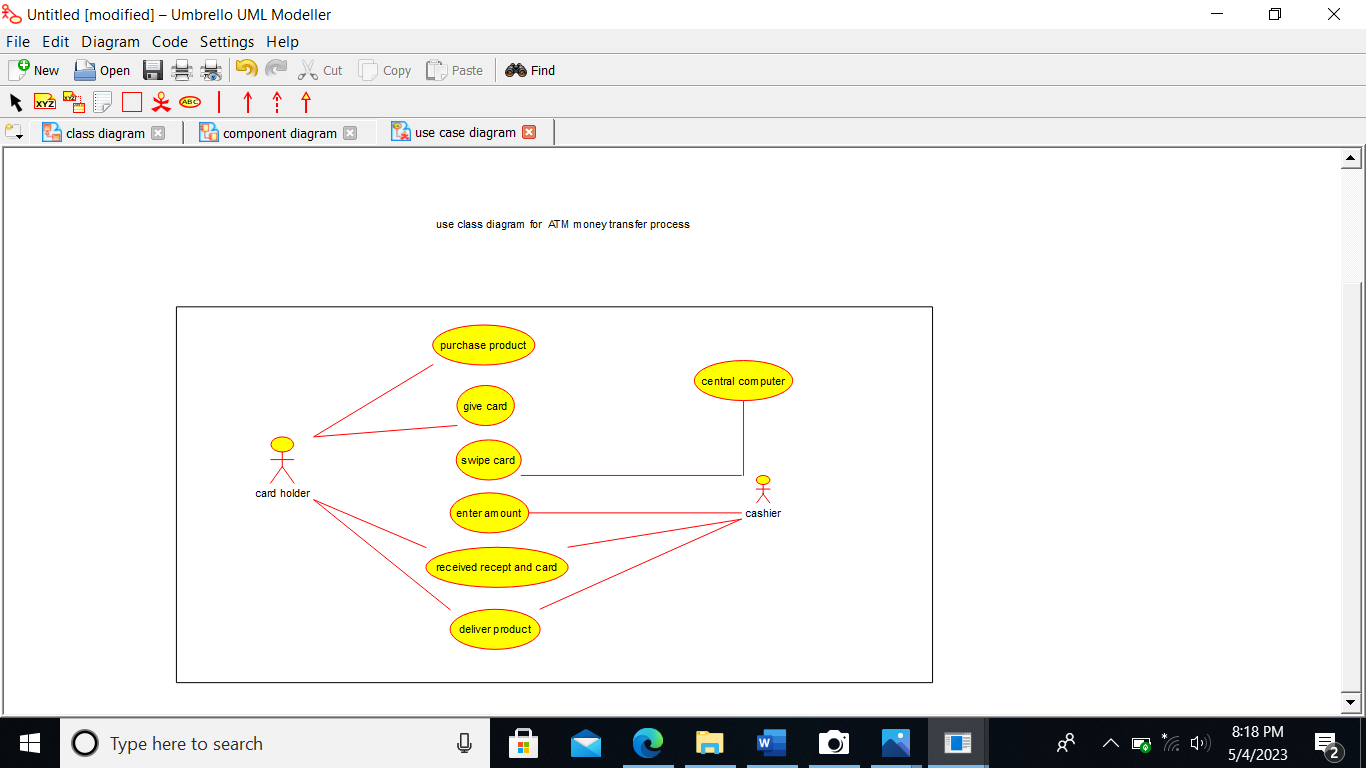 Untitled [modified] – Umbrello UML Modeller
File Edit Diagram Code Settings Help
New Open Cut Copy Paste Find
XYZ XYZ ABC
class diagram component diagram use case diagram
use class diagram for ATM money transfer process
purchase product
central computer
give card
swipe card
card holder
enter amount
cashier
received recept and card
deliver product
Type here to search
8:18 PM
5/4/2023
2